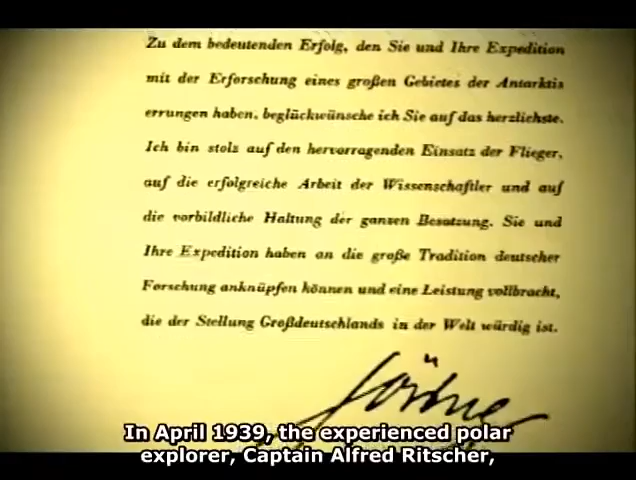 Zu dem bedeutenden Erfolg, den Sie und Ihre Expedition
mit der Erforschung eines großen Gebietes der Antarktis
errungen haben, beglückwünsche ich Sie auf das herzlichste.
Ich bin stolz auf den hervorragenden Einsatz der Flieger,
auf die erfolgreiche Arbeit der Wissenschaftler und auf
die vorbildliche Haltung der ganzen Besatzung. Sie und
Ihre Expedition haben an die große Tradition deutscher
Forschung anknüpfen können und eine Leistung vollbracht,
die der Stellung Großdeutschlands in der Welt würdig ist.
In April 1939, the experienced polar
explorer, Captain Alfred Ritscher,